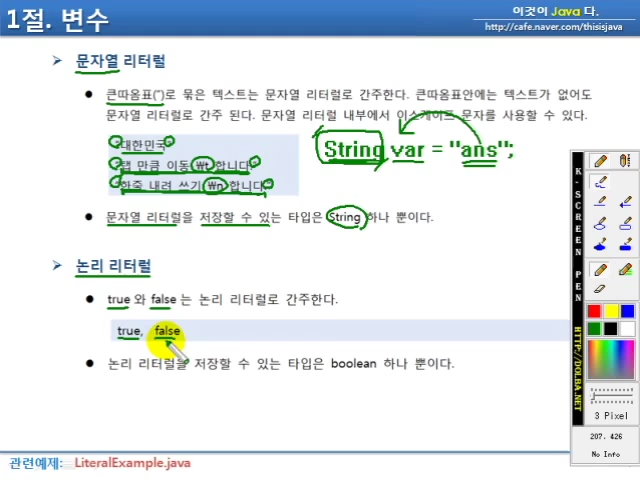 1절. 변수
이것이 Java 다.
http://cafe.naver.com/thisisjava
문자열 리터럴
큰따옴표(")로 묶은 텍스트는 문자열 리터럴로 간주한다. 큰따옴표안에는 텍스트가 없어도
문자열 리터럴로 간주 된다. 문자열 리터럴 내부에서 이스케이프 문자를 사용할 수 있다.
"대한민국"
"탭 만큼 이동 ₩t 합니다"
"한줄 내려 쓰기 ₩n 합니다"
String var = "ans";
문자열 리터럴을 저장할 수 있는 타입은 String 하나 뿐이다.
논리 리터럴
true 와 false 는 논리 리터럴로 간주한다.
true, false
논리 리터럴을 저장할 수 있는 타입은 boolean 하나 뿐이다.
관련예제: LiteralExample.java
K-SCREEN PEN
HTTP://DOLBA.NET
3 Pixel
207. 426
No Info